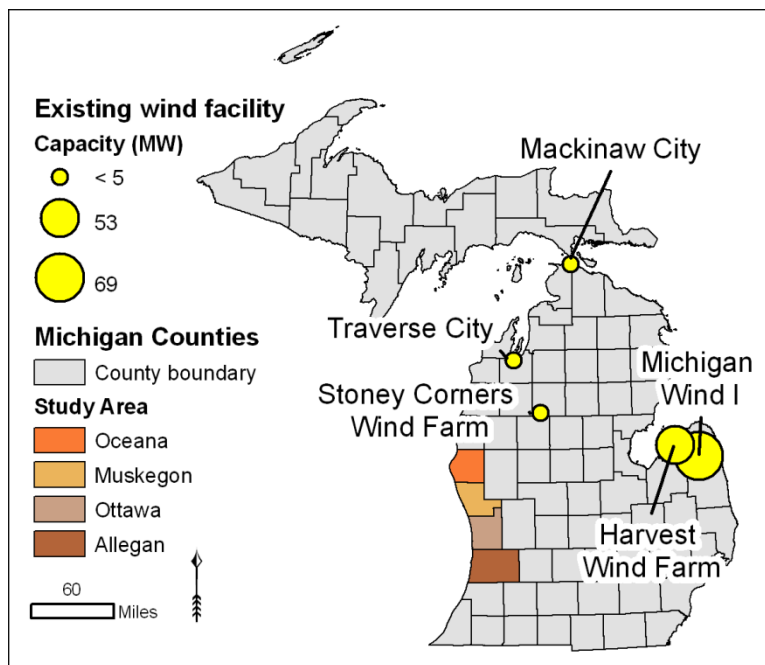 Existing wind facility
Capacity (MW)
< 5
53
69
Michigan Counties
County boundary
Study Area
Oceana
Muskegon
Ottawa
Allegan
60
Miles
Mackinaw City
Traverse City
Stoney Corners
Wind Farm
Michigan
Wind I
Harvest
Wind Farm